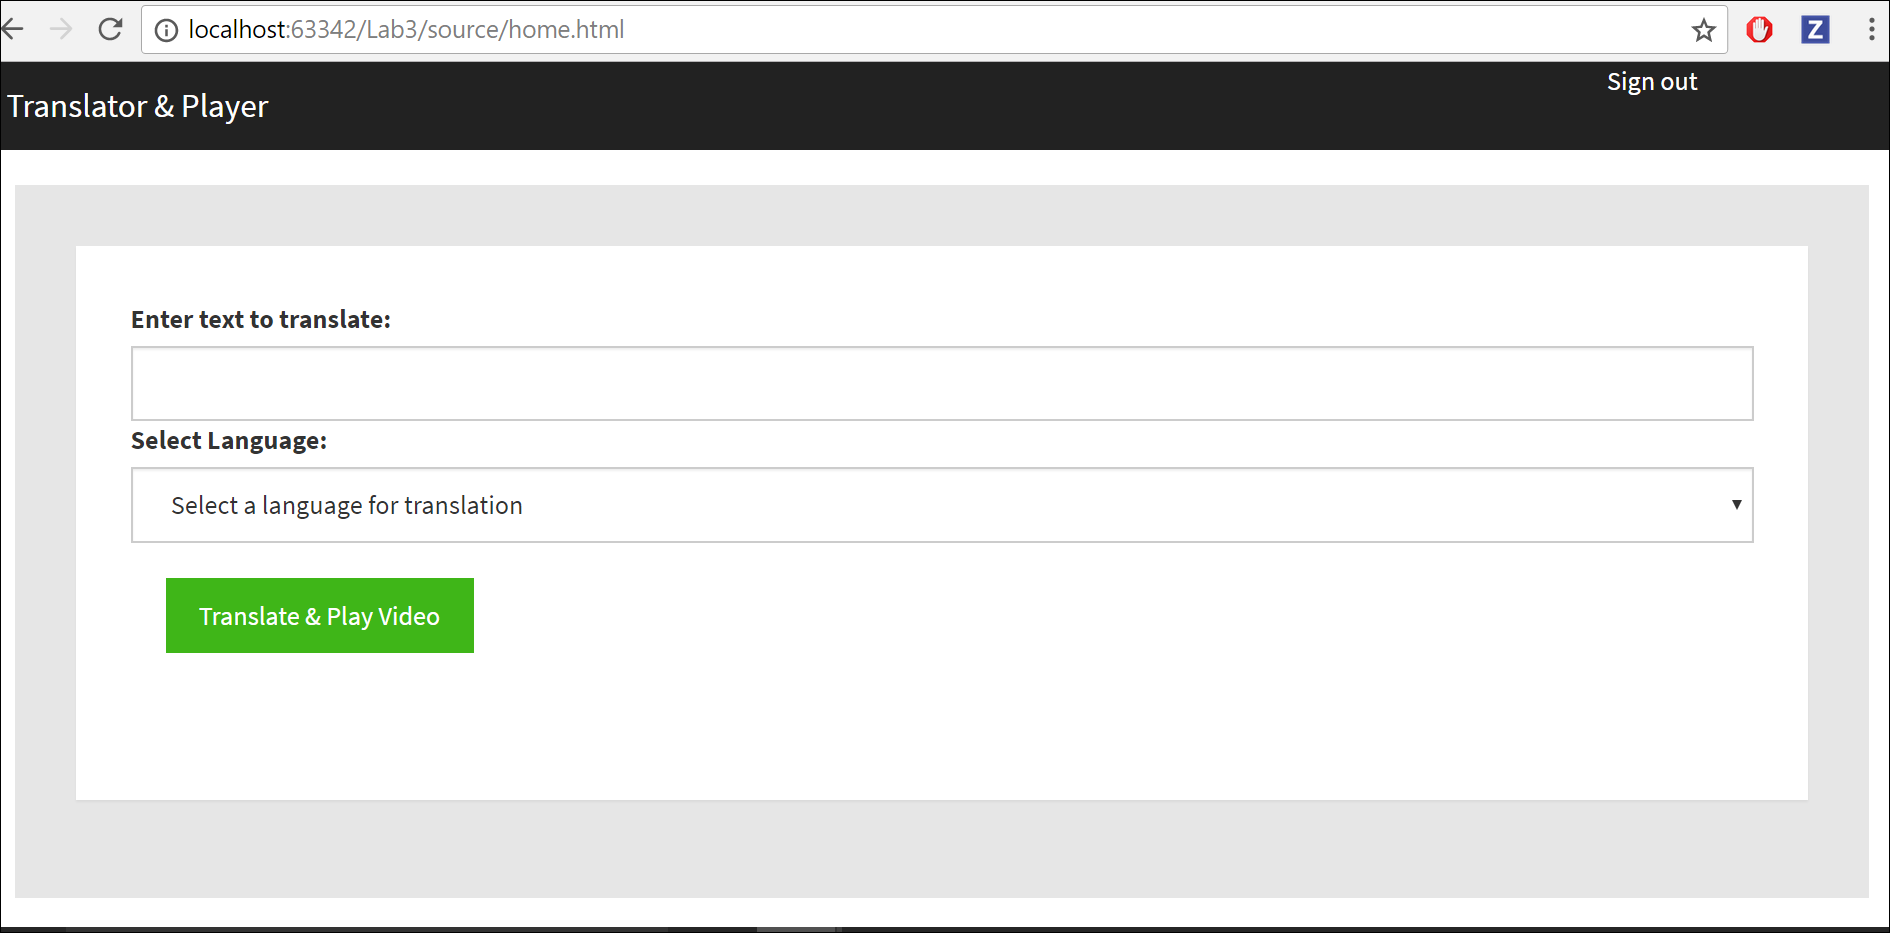 localhost:63342/Lab3/source/home.html
Z
Sign out
Translator & Player
Enter text to translate:
Select Language:
Select a language for translation
Translate & Play Video